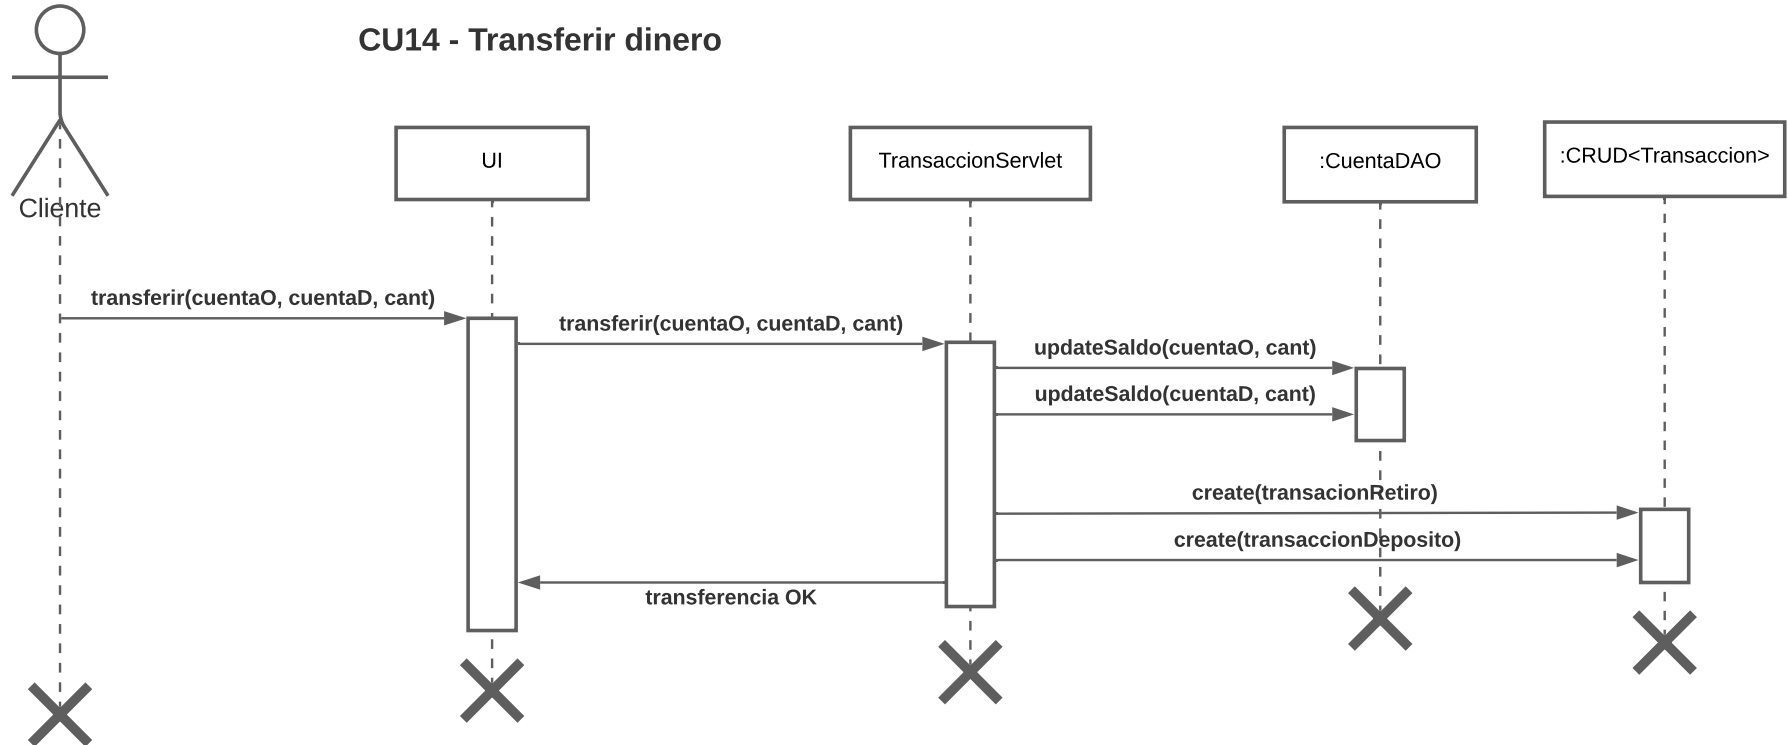 CU14 - Transferir dinero
Cliente
UI
TransaccionServlet
:CuentaDAO
:CRUD<Transaccion>
transferir(cuentaO, cuentaD, cant)
transferir(cuentaO, cuentaD, cant)
updateSaldo(cuentaO, cant)
updateSaldo(cuentaD, cant)
create(transacionRetiro)
create(transaccionDeposito)
transferencia OK